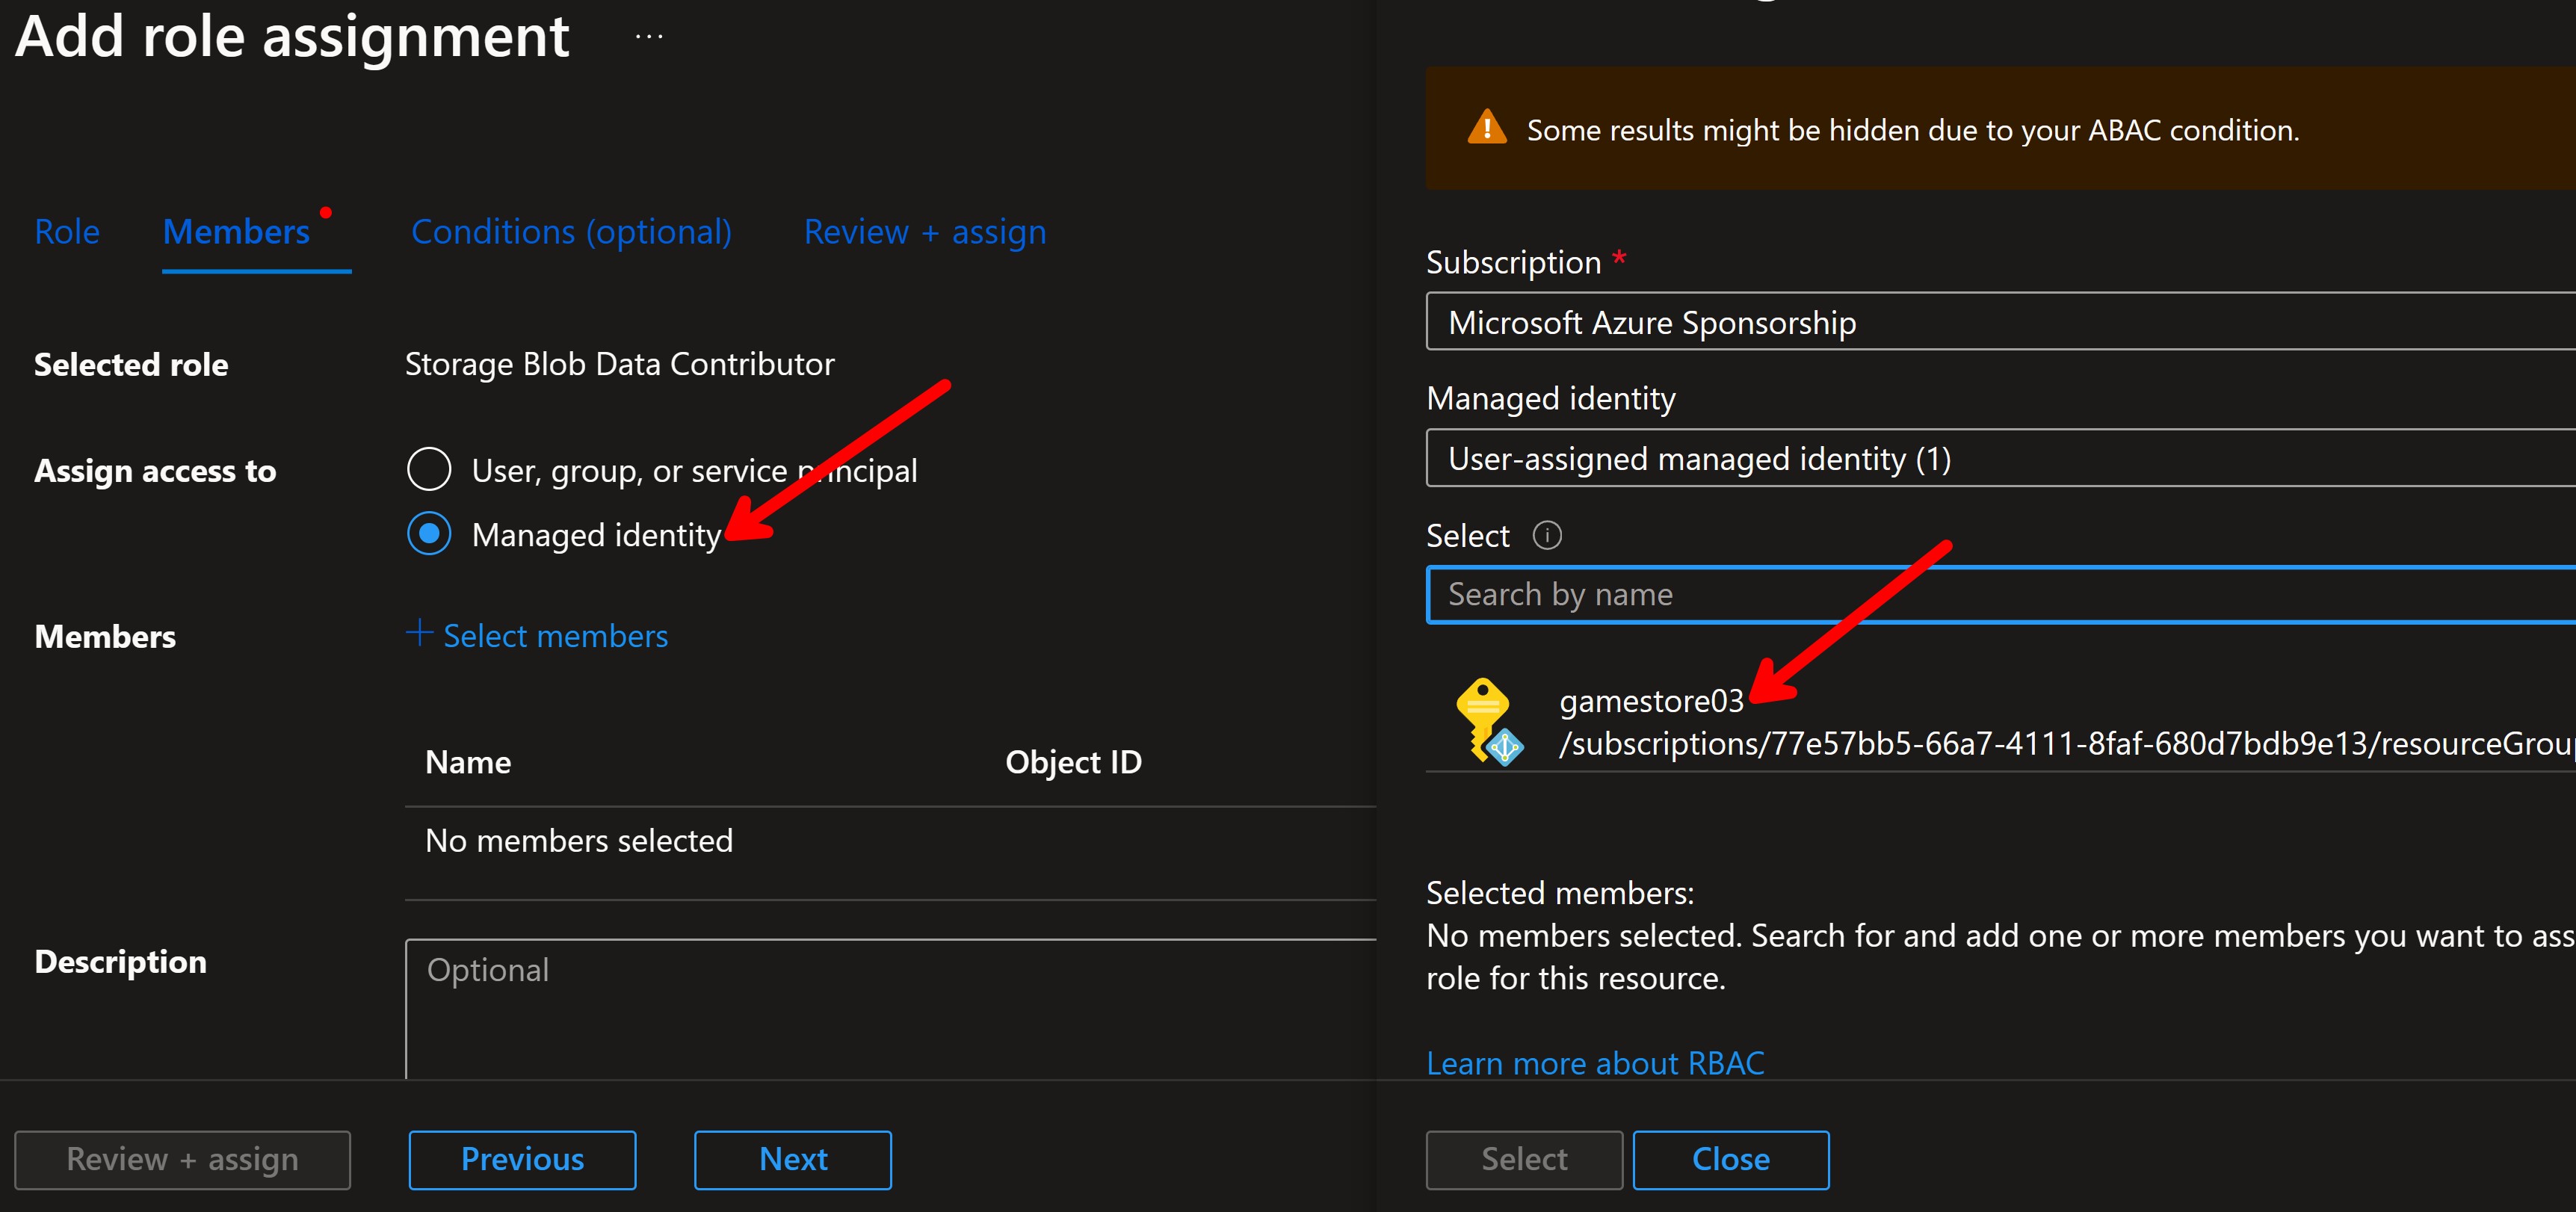 Add role assignment ...
Role Members Conditions (optional) Review + assign
Selected role Storage Blob Data Contributor
Assign access to User, group, or service principal
Managed identity
Members + Select members
Name Object ID
No members selected
Description Optional
Review + assign Previous Next
Some results might be hidden due to your ABAC condition.
Subscription *
Microsoft Azure Sponsorship
Managed identity
User-assigned managed identity (1)
Select
Search by name
gamestore03
/subscriptions/77e57bb5-66a7-4111-8faf-680d7bdb9e13/resourceGrou
Selected members:
No members selected. Search for and add one or more members you want to ass
role for this resource.
Learn more about RBAC
Select Close